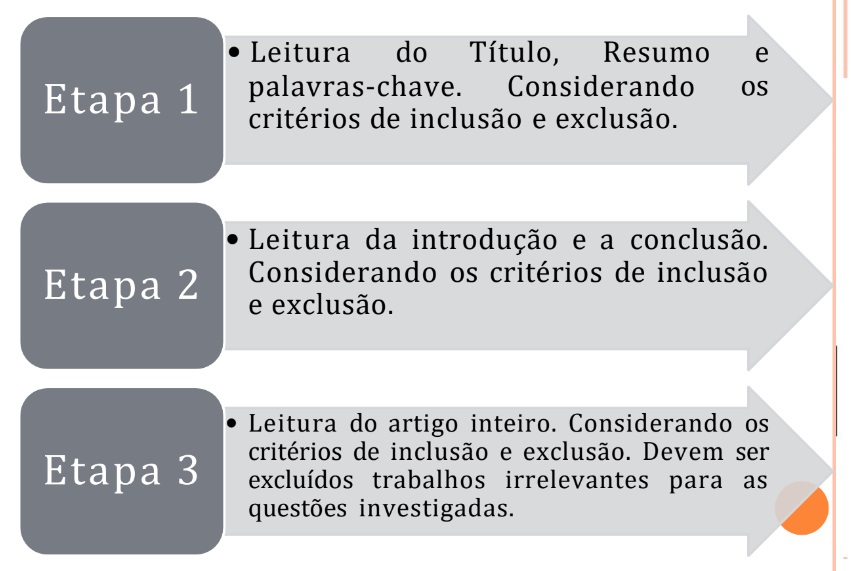 Etapa 1
• Leitura do Título, Resumo e
palavras-chave. Considerando os
critérios de inclusão e exclusão.
Etapa 2
• Leitura da introdução e a conclusão.
Considerando os critérios de inclusão
e exclusão.
Etapa 3
• Leitura do artigo inteiro. Considerando os
critérios de inclusão e exclusão. Devem ser
excluídos trabalhos irrelevantes para as
questões investigadas.